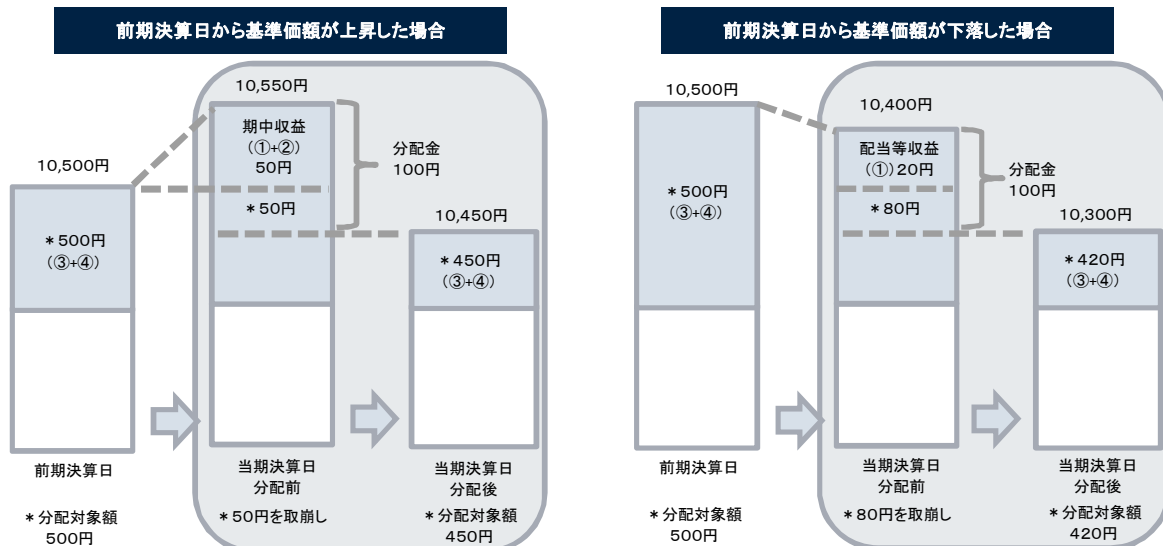 前期決算日から基準価額が上昇した場合
10,550円
期中収益
(①+②)
50円
分配金
100円
10,500円
*50円
10,450円
*500円
(③+④)
*450円
(③+④)
前期決算日
当期決算日
分配前
当期決算日
分配後
*分配対象額
500円
*50円を取崩し
*分配対象額
450円
前期決算日から基準価額が下落した場合
10,500円
10,400円
配当等収益
(①)20円
分配金
100円
*500円
(③+④)
*80円
10,300円
*420円
(③+④)
前期決算日
当期決算日
分配前
当期決算日
分配後
*分配対象額
500円
*80円を取崩し
*分配対象額
420円